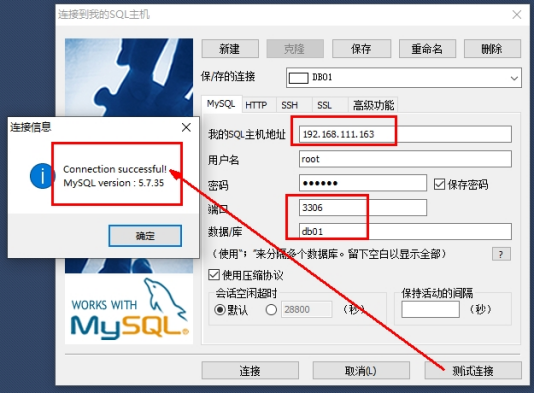 连接到我的SQL主机
新建 克隆 保存 重命名 删除
保/存的连接 DB01
MySQL HTTP SSH SSL 高级功能
我的SQL主机地址 192.168.111.163
用户名 root
密码 ●●●●●● 保存密码
端口 3306
数据/库 db01
(使用“;”来分隔多个数据库。留下空白以显示全部) ?
使用压缩协议
会话空闲超时
默认 28800 (秒)
保持活动的间隔
(秒)
连接 取消(L) 测试连接
连接信息
Connection successful!
MySQL version : 5.7.35
确定
WORKS WITH
MySQL®